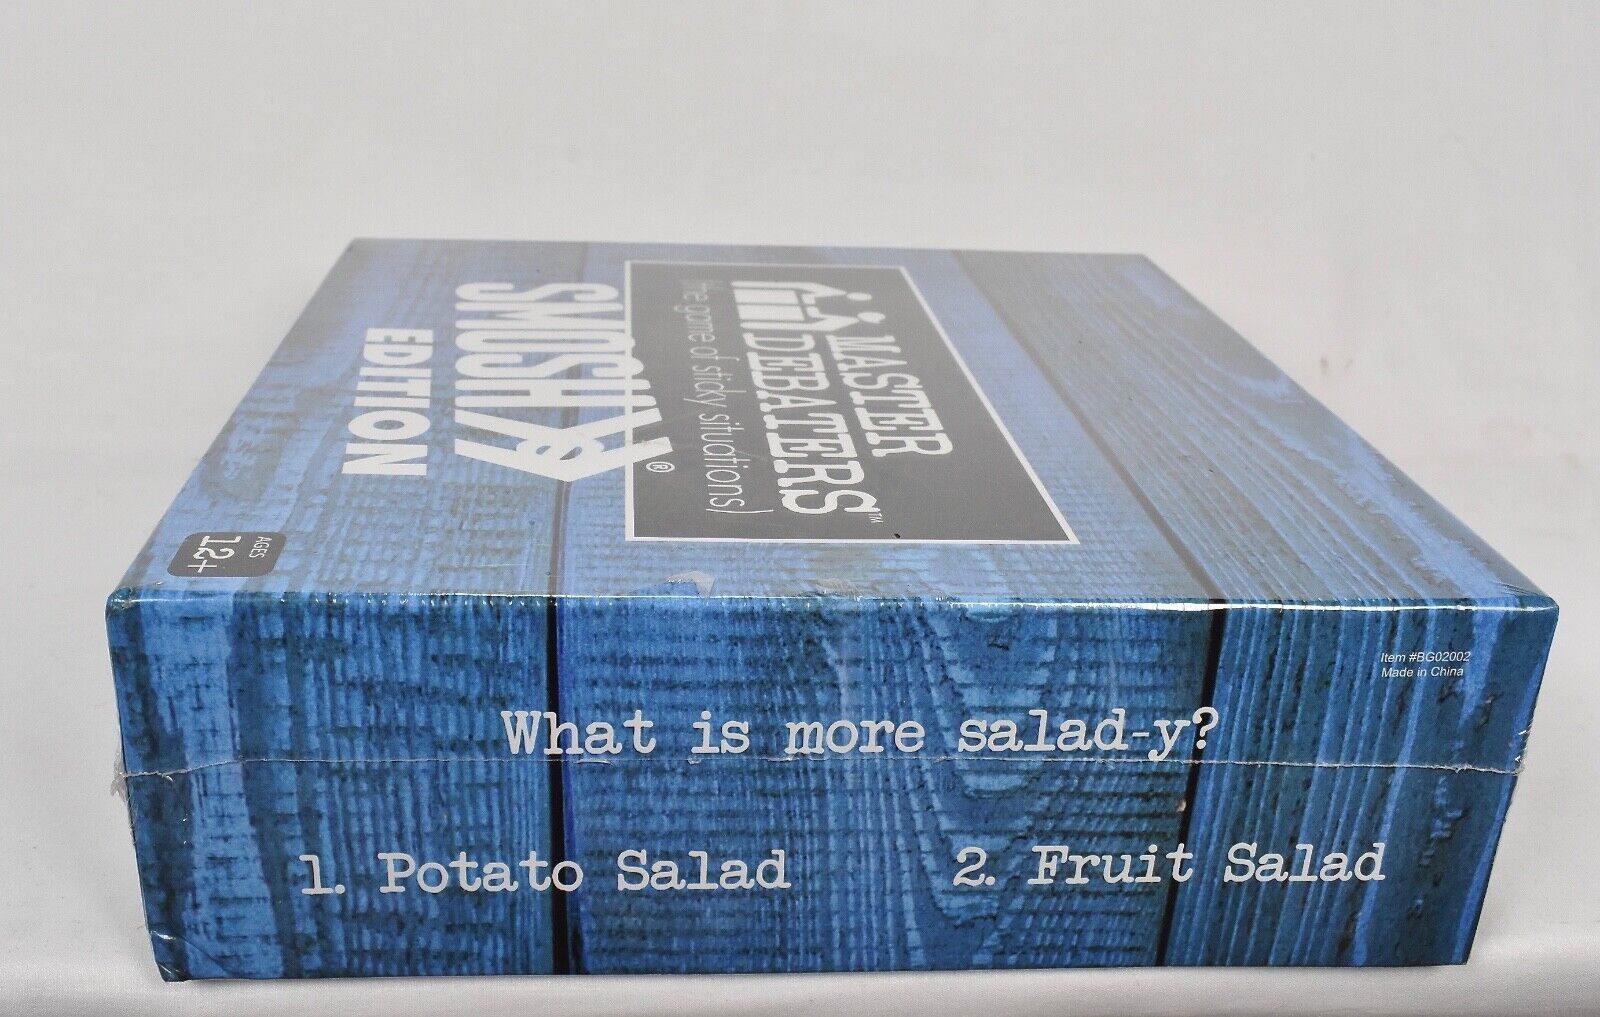 MASTER
DEBATERS™
(the game of sticky situations)
SMOSH®
EDITION
AGES
12+
Item #BG02002
Made in China
What is more salad-y?
1. Potato Salad
2. Fruit Salad